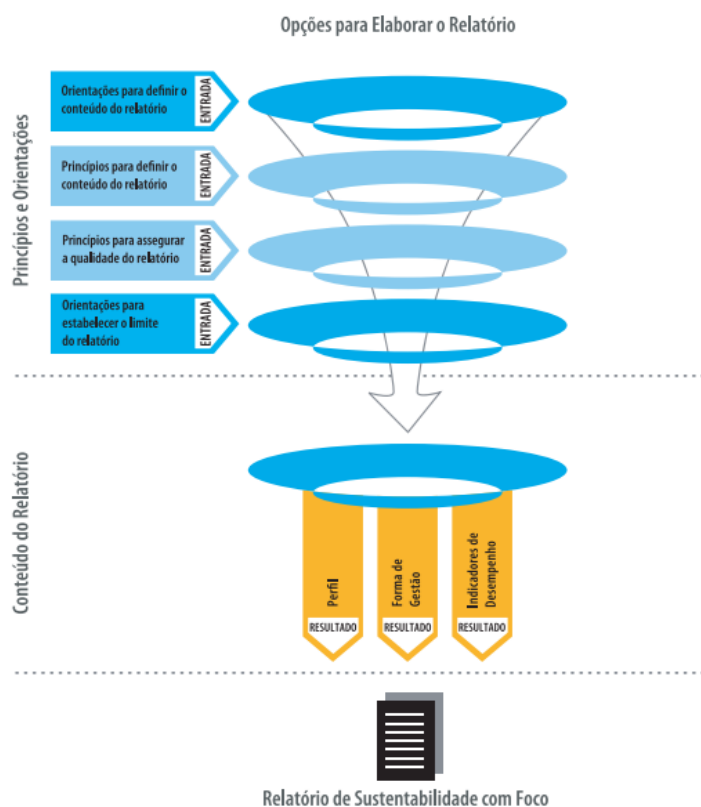 Opções para Elaborar o Relatório
Princípios e Orientações
Orientações para definir o
conteúdo do relatório
ENTRADA
Princípios para definir o
conteúdo do relatório
ENTRADA
Princípios para assegurar
a qualidade do relatório
ENTRADA
Orientações para
estabelecer o limite
do relatório
ENTRADA
Conteúdo do Relatório
Perfil
RESULTADO
Forma de
Gestão
RESULTADO
Indicadores de
Desempenho
RESULTADO
Relatório de Sustentabilidade com Foco